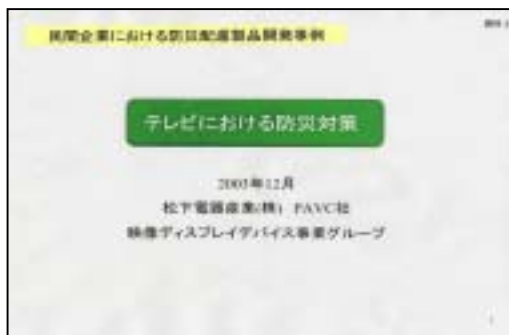 民間企業における防災配慮製品開発事例
テレビにおける防災対策
2003年12月
松下電器産業(株) PAVC社
映像ディスプレイデバイス事業グループ